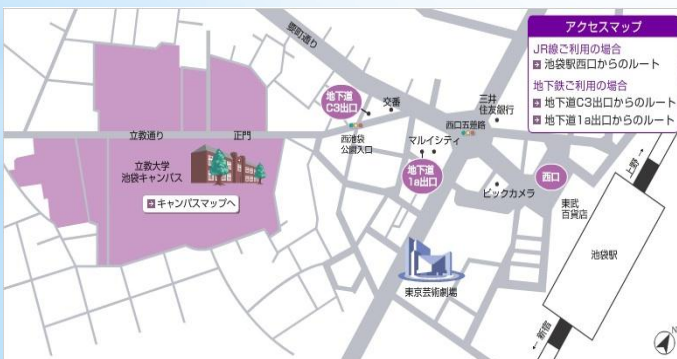 アクセスマップ
JR線ご利用の場合
池袋駅西口からのルート
地下鉄ご利用の場合
地下道C3出口からのルート
地下道1a出口からのルート
要町通り
地下道
C3出口
交番
三井
住友銀行
西口五差路
立教通り
正門
西池袋
公園入口
マルイシティ
地下道
1a出口
西口
上野
立教大学
池袋キャンパス
キャンパスマップへ
ビックカメラ
東武
百貨店
池袋駅
東京芸術劇場
新宿
N